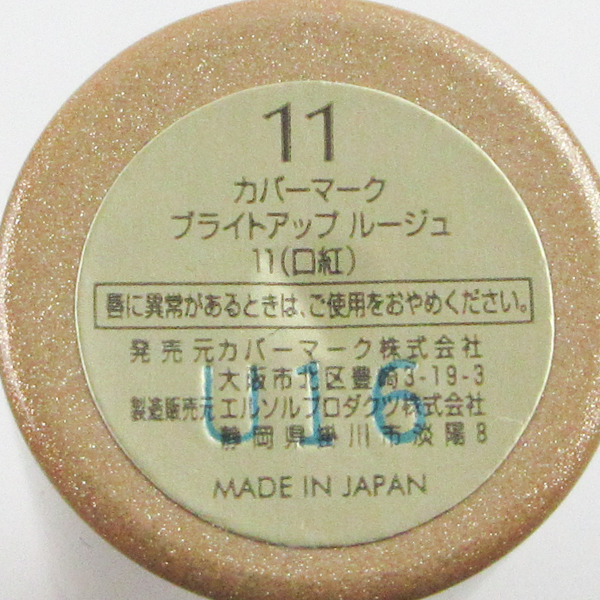 11
カバーマーク
ブライトアップ ルージュ
11(口紅)
唇に異常があるときは、ご使用をおやめください。
発売元カバーマーク株式会社
大阪市北区豊崎3-19-3
製造販売元エルソルプロダクツ株式会社
静岡県掛川市淡陽8
U16
MADE IN JAPAN